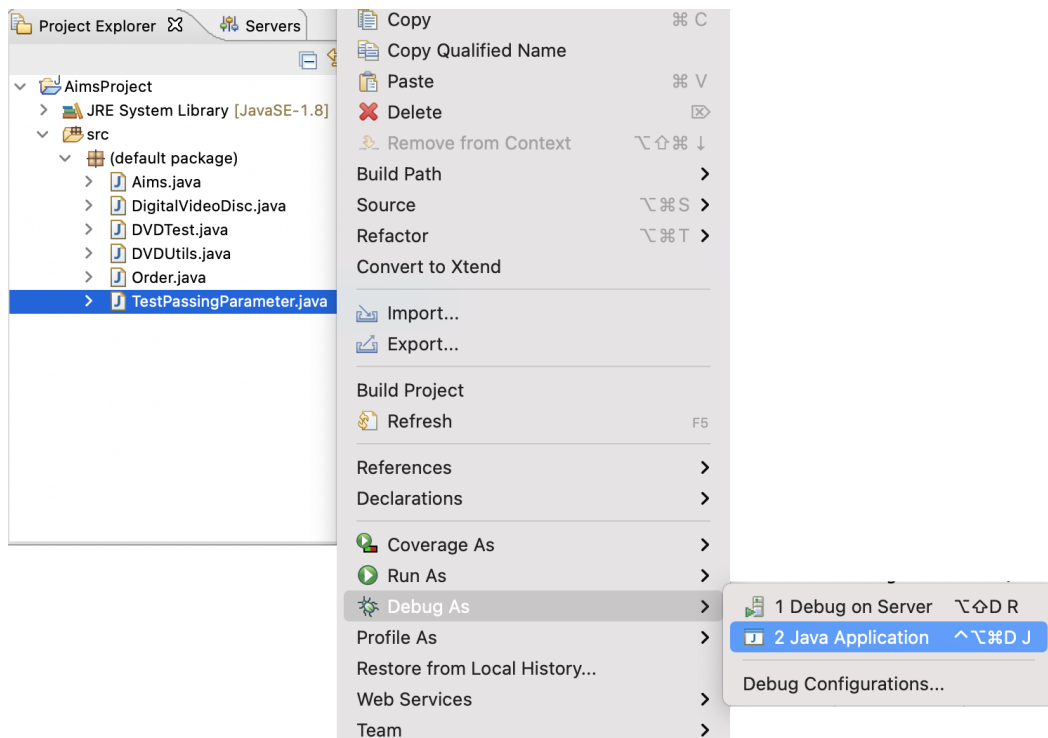 Project Explorer
Servers
AimsProject
JRE System Library [JavaSE-1.8]
src
(default package)
Aims.java
DigitalVideoDisc.java
DVDTest.java
DVDUtils.java
Order.java
TestPassingParameter.java
Copy ⌘ C
Copy Qualified Name
Paste ⌘ V
Delete ⌦
Remove from Context ⌥⇧⌘↓
Build Path
Source ⌥⌘S
Refactor ⌥⌘T
Convert to Xtend
Import...
Export...
Build Project
Refresh F5
References
Declarations
Coverage As
Run As
Debug As
Profile As
Restore from Local History...
Web Services
Team
1 Debug on Server ⌥⇧D R
2 Java Application ^⌥⌘D J
Debug Configurations...